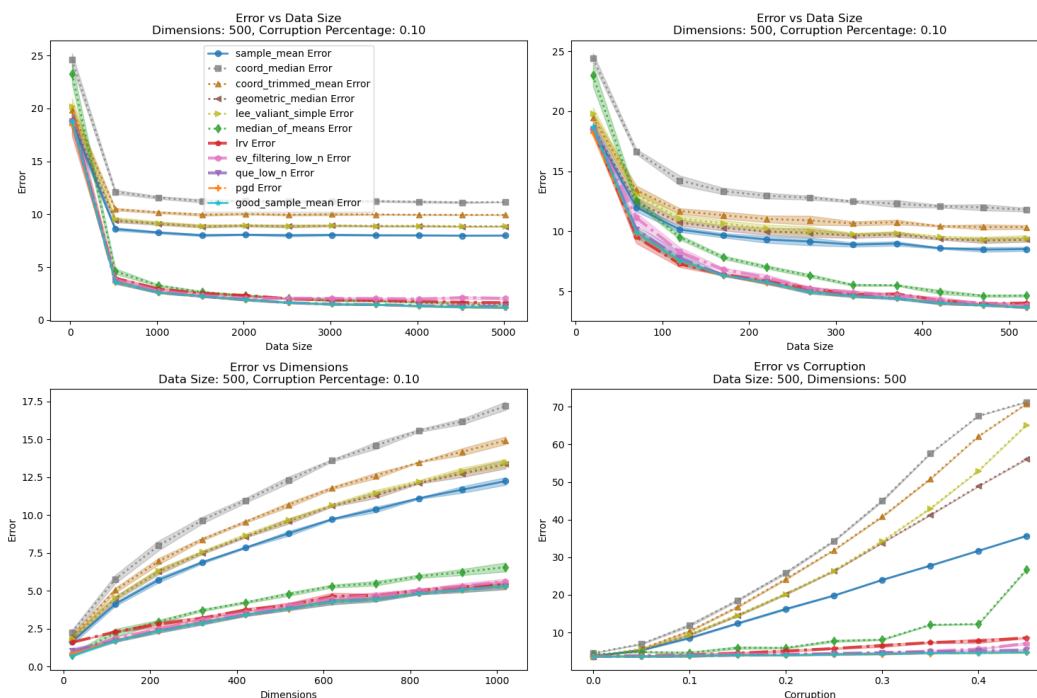 Error vs Data Size
Dimensions: 500, Corruption Percentage: 0.10
25
20
15
10
5
0
Error
sample_mean Error
coord_median Error
coord_trimmed_mean Error
geometric_median Error
lee_valiant_simple Error
median_of_means Error
lrv Error
ev_filtering_low_n Error
que_low_n Error
pgd Error
good_sample_mean Error
0
1000
2000
3000
4000
5000
Data Size
Error vs Data Size
Dimensions: 500, Corruption Percentage: 0.10
25
20
15
10
5
Error
0
100
200
300
400
500
Data Size
Error vs Dimensions
Data Size: 500, Corruption Percentage: 0.10
17.5
15.0
12.5
10.0
7.5
5.0
2.5
0.0
Error
0
200
400
600
800
1000
Dimensions
Error vs Corruption
Data Size: 500, Dimensions: 500
70
60
50
40
30
20
10
Error
0.0
0.1
0.2
0.3
0.4
Corruption